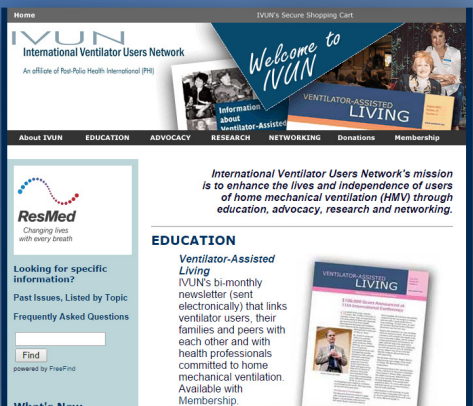 Home
IVUN's Secure Shopping Cart
IVUN
International Ventilator Users Network
An affiliate of Post-Polio Health International (PHI)
Welcome to
IVUN
Information
about
Ventilator-Assisted
VENTILATOR-ASSISTED
LIVING
About IVUN EDUCATION ADVOCACY RESEARCH NETWORKING Donations Membership
ResMed
Changing lives
with every breath
International Ventilator Users Network's mission
is to enhance the lives and independence of users
of home mechanical ventilation (HMV) through
education, advocacy, research and networking.
Looking for specific
information?
Past Issues, Listed by Topic
Frequently Asked Questions
Find
powered by FreeFind
What's New
EDUCATION
Ventilator-Assisted
Living
IVUN's bi-monthly
newsletter (sent
electronically) that links
ventilator users, their
families and peers with
each other and with
health professionals
committed to home
mechanical ventilation.
Available with
Membership.
VENTILATOR-ASSISTED
LIVING